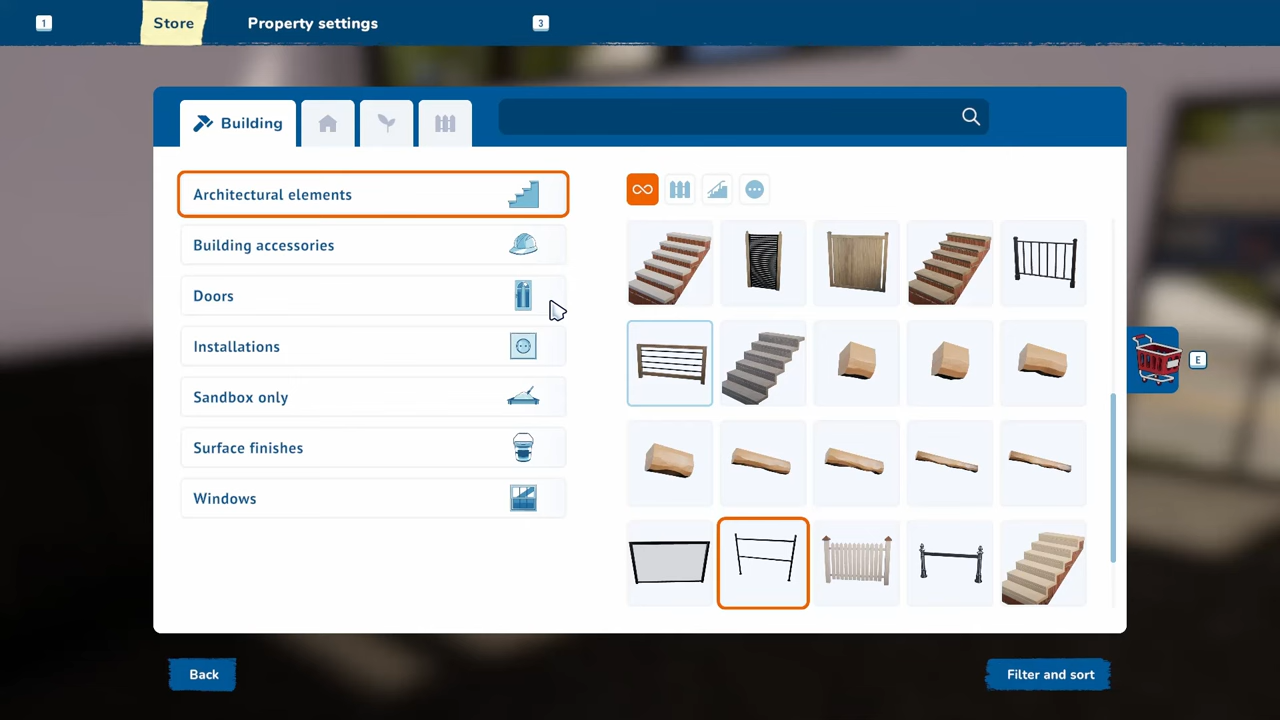 1
Store
Property settings
3
Building
Architectural elements
Building accessories
Doors
Installations
Sandbox only
Surface finishes
Windows
E
Back
Filter and sort